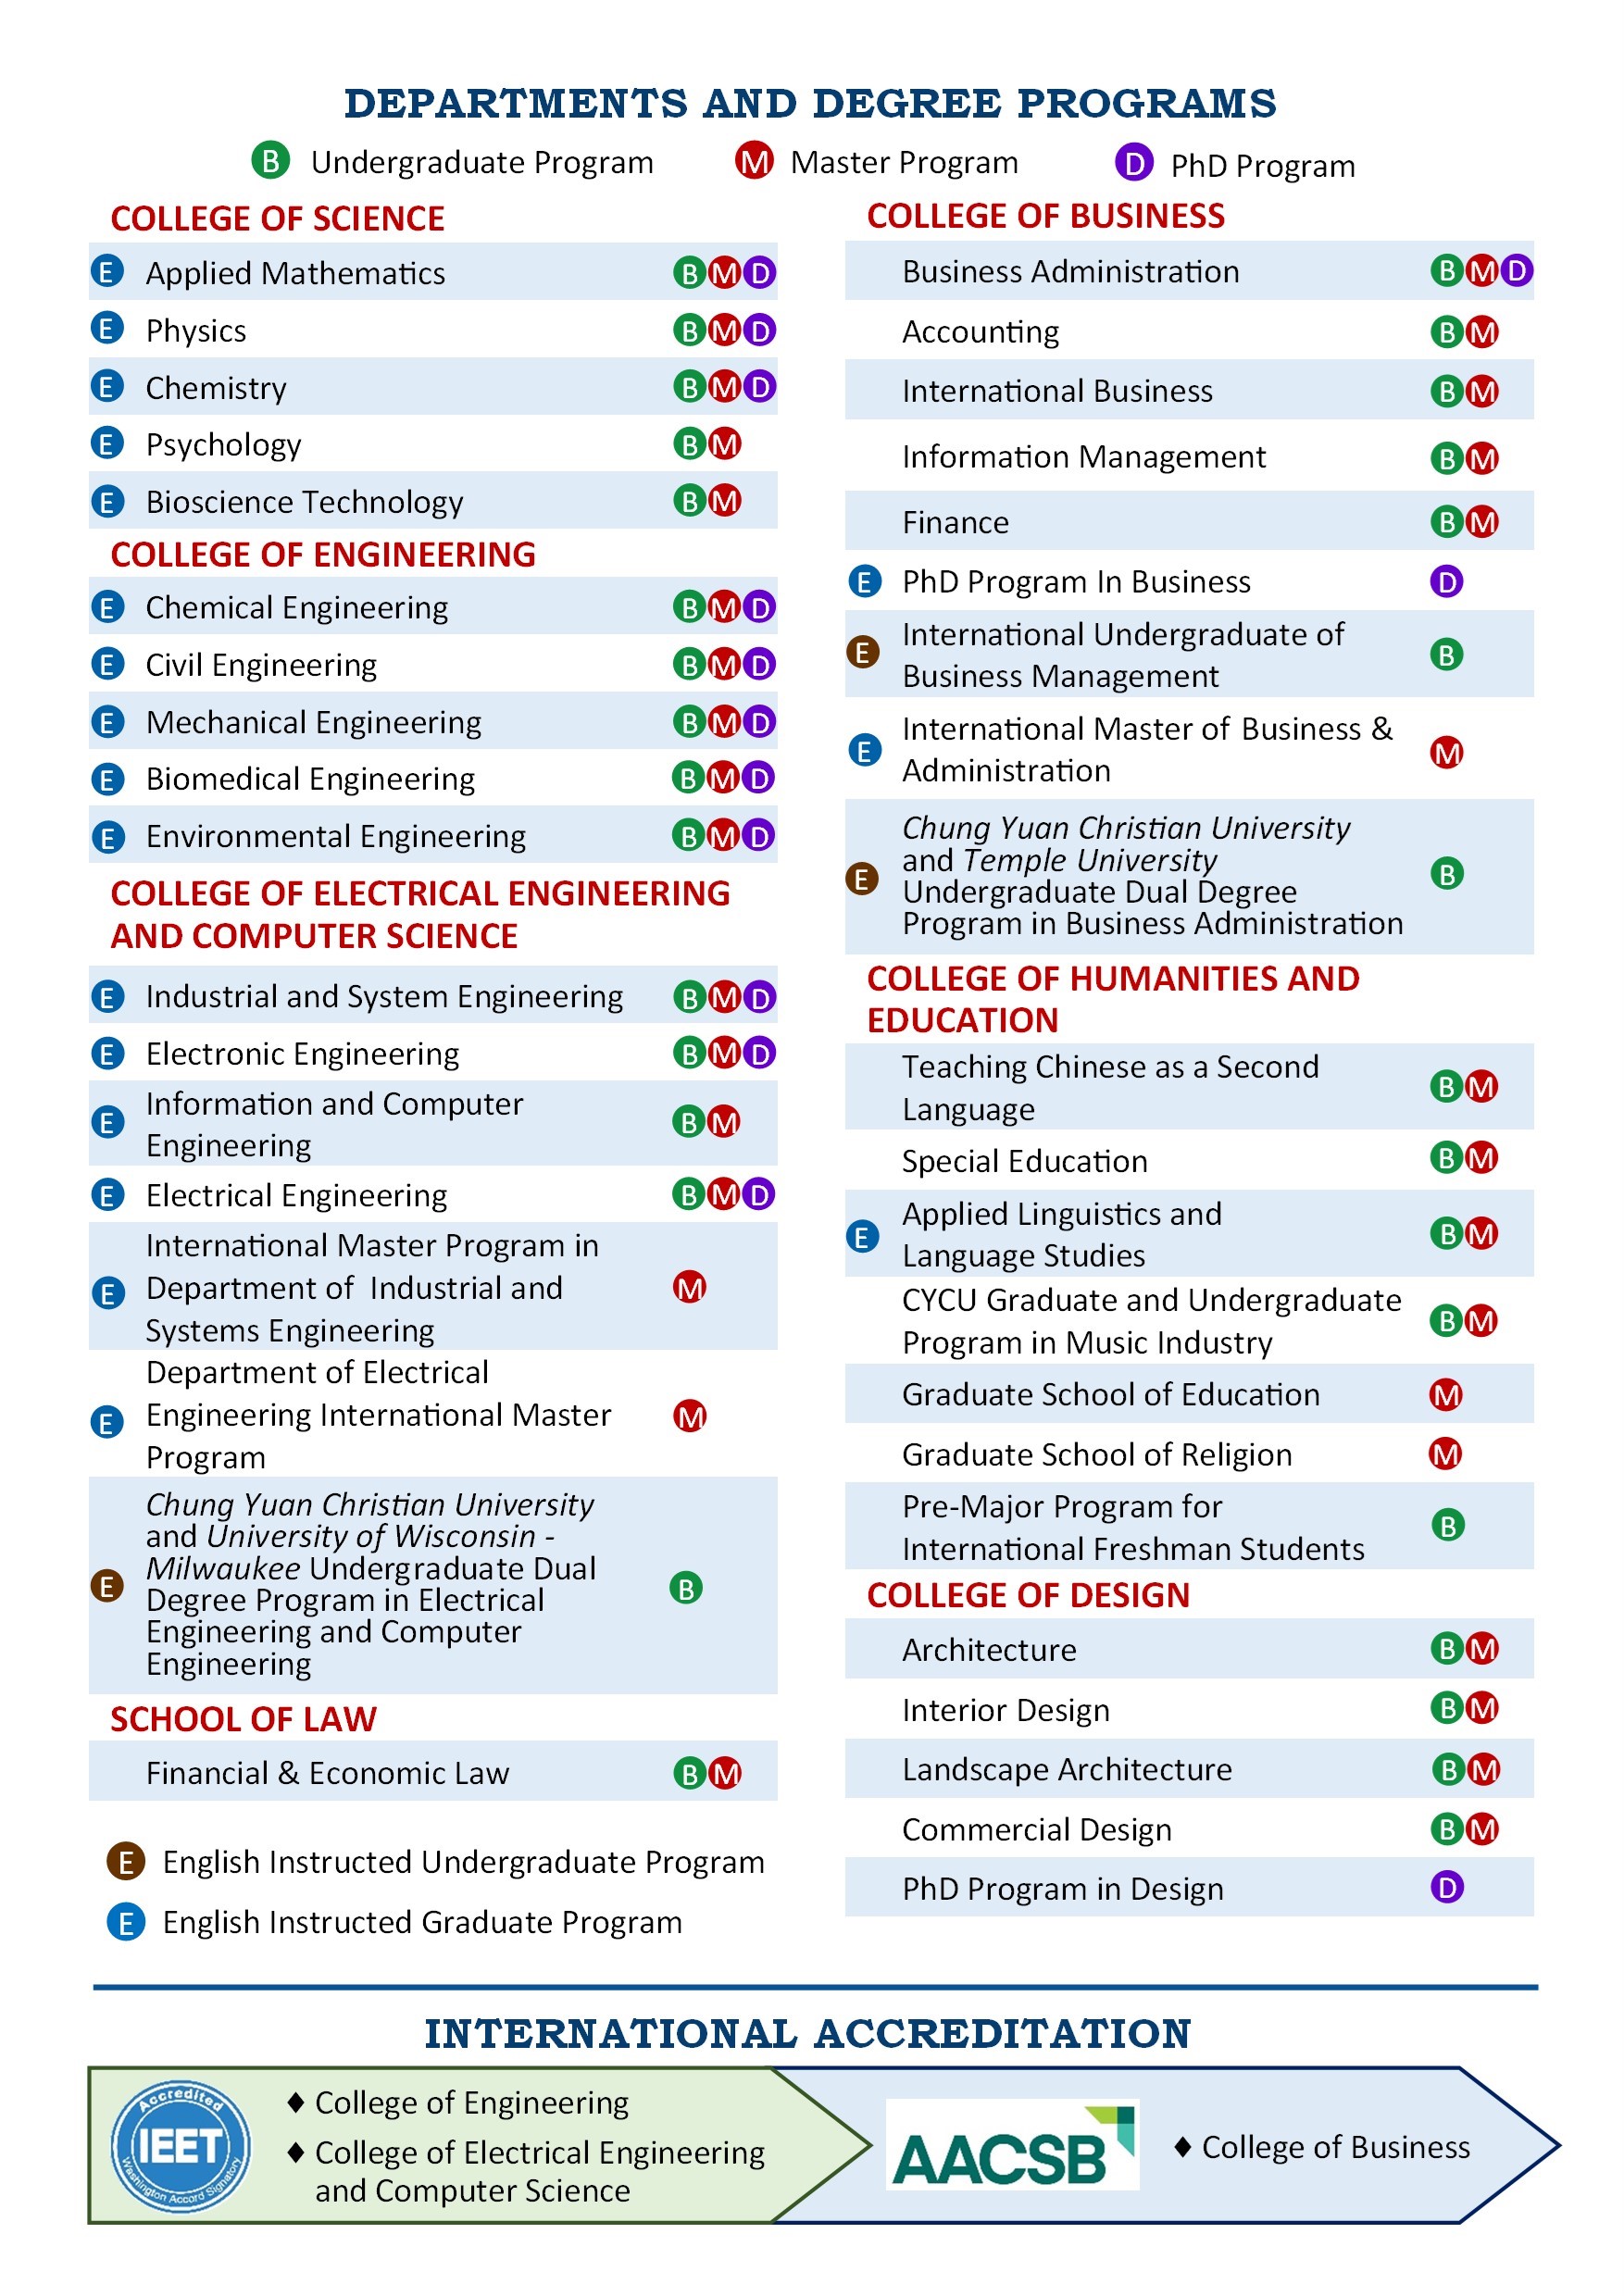 DEPARTMENTS AND DEGREE PROGRAMS
B Undergraduate Program M Master Program D PhD Program
COLLEGE OF SCIENCE
E Applied Mathematics B M D
E Physics B M D
E Chemistry B M D
E Psychology B M
E Bioscience Technology B M
COLLEGE OF ENGINEERING
E Chemical Engineering B M D
E Civil Engineering B M D
E Mechanical Engineering B M D
E Biomedical Engineering B M D
E Environmental Engineering B M D
COLLEGE OF ELECTRICAL ENGINEERING
AND COMPUTER SCIENCE
E Industrial and System Engineering B M D
E Electronic Engineering B M D
Information and Computer
E B M
Engineering
E Electrical Engineering B M D
International Master Program in
E Department of Industrial and M
Systems Engineering
Department of Electrical
E Engineering International Master M
Program
Chung Yuan Christian University
and University of Wisconsin -
Milwaukee Undergraduate Dual
E Degree Program in Electrical B
Engineering and Computer
Engineering
SCHOOL OF LAW
Financial & Economic Law B M
E English Instructed Undergraduate Program
E English Instructed Graduate Program
COLLEGE OF BUSINESS
Business Administration B M D
Accounting B M
International Business B M
Information Management B M
Finance B M
E PhD Program In Business D
International Undergraduate of
E B
Business Management
International Master of Business &
E M
Administration
Chung Yuan Christian University
and Temple University
E B
Undergraduate Dual Degree
Program in Business Administration
COLLEGE OF HUMANITIES AND
EDUCATION
Teaching Chinese as a Second
B M
Language
Special Education B M
Applied Linguistics and
E B M
Language Studies
CYCU Graduate and Undergraduate
B M
Program in Music Industry
Graduate School of Education M
Graduate School of Religion M
Pre-Major Program for
B
International Freshman Students
COLLEGE OF DESIGN
Architecture B M
Interior Design B M
Landscape Architecture B M
Commercial Design B M
PhD Program in Design D
INTERNATIONAL ACCREDITATION
Accredited
IEET
Washington Accord Signatory
♦ College of Engineering
♦ College of Electrical Engineering
and Computer Science
AACSB
♦ College of Business